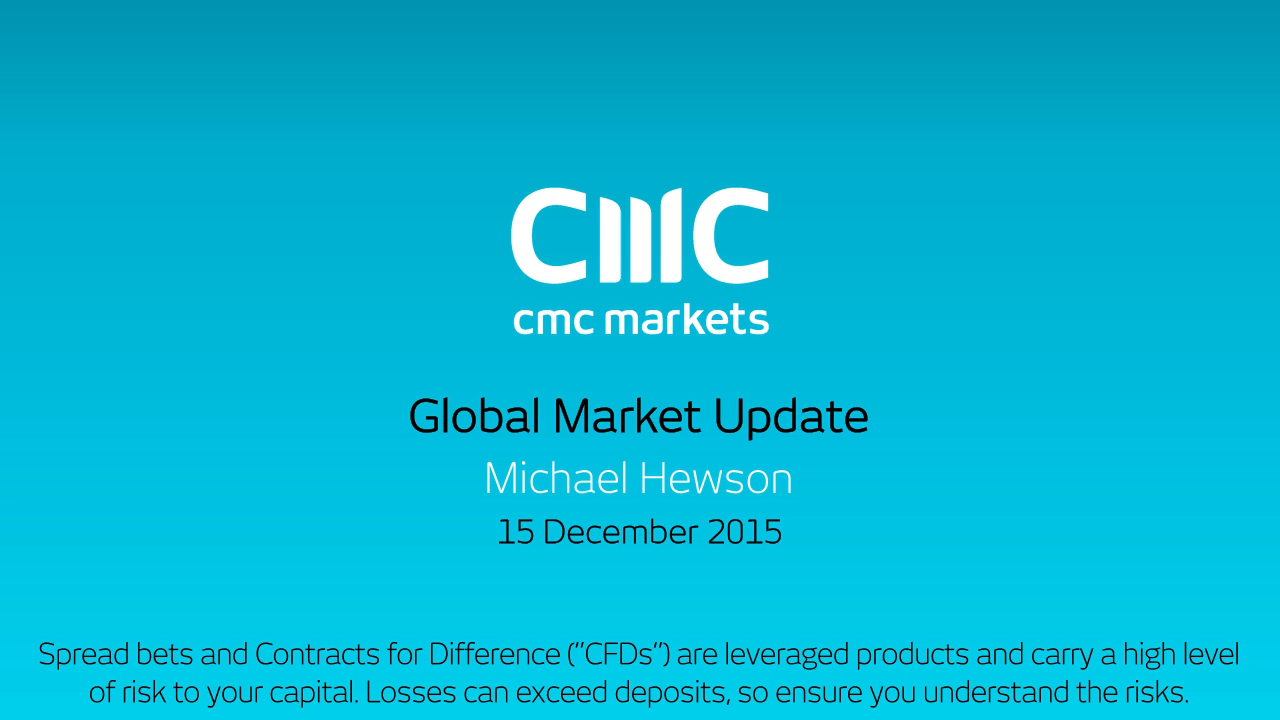 CMC
cmc markets
Global Market Update
Michael Hewson
15 December 2015
Spread bets and Contracts for Difference (“CFDs”) are leveraged products and carry a high level
of risk to your capital. Losses can exceed deposits, so ensure you understand the risks.